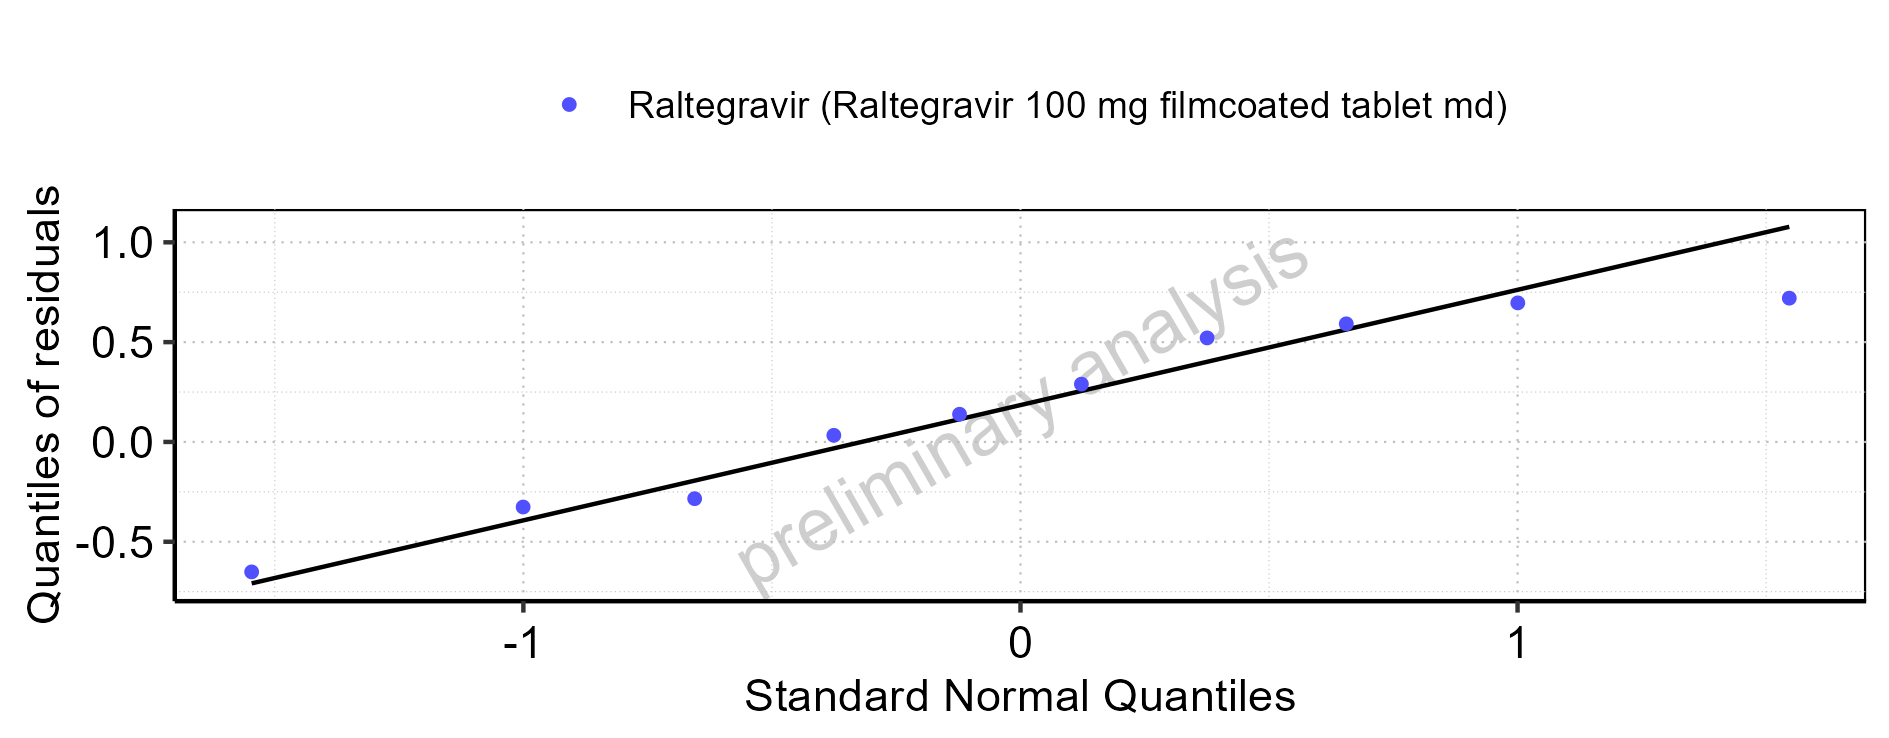 Raltegravir (Raltegravir 100 mg filmcoated tablet md)
Quantiles of residuals
1.0
0.5
0.0
-0.5
preliminary analysis
-1
0
1
Standard Normal Quantiles